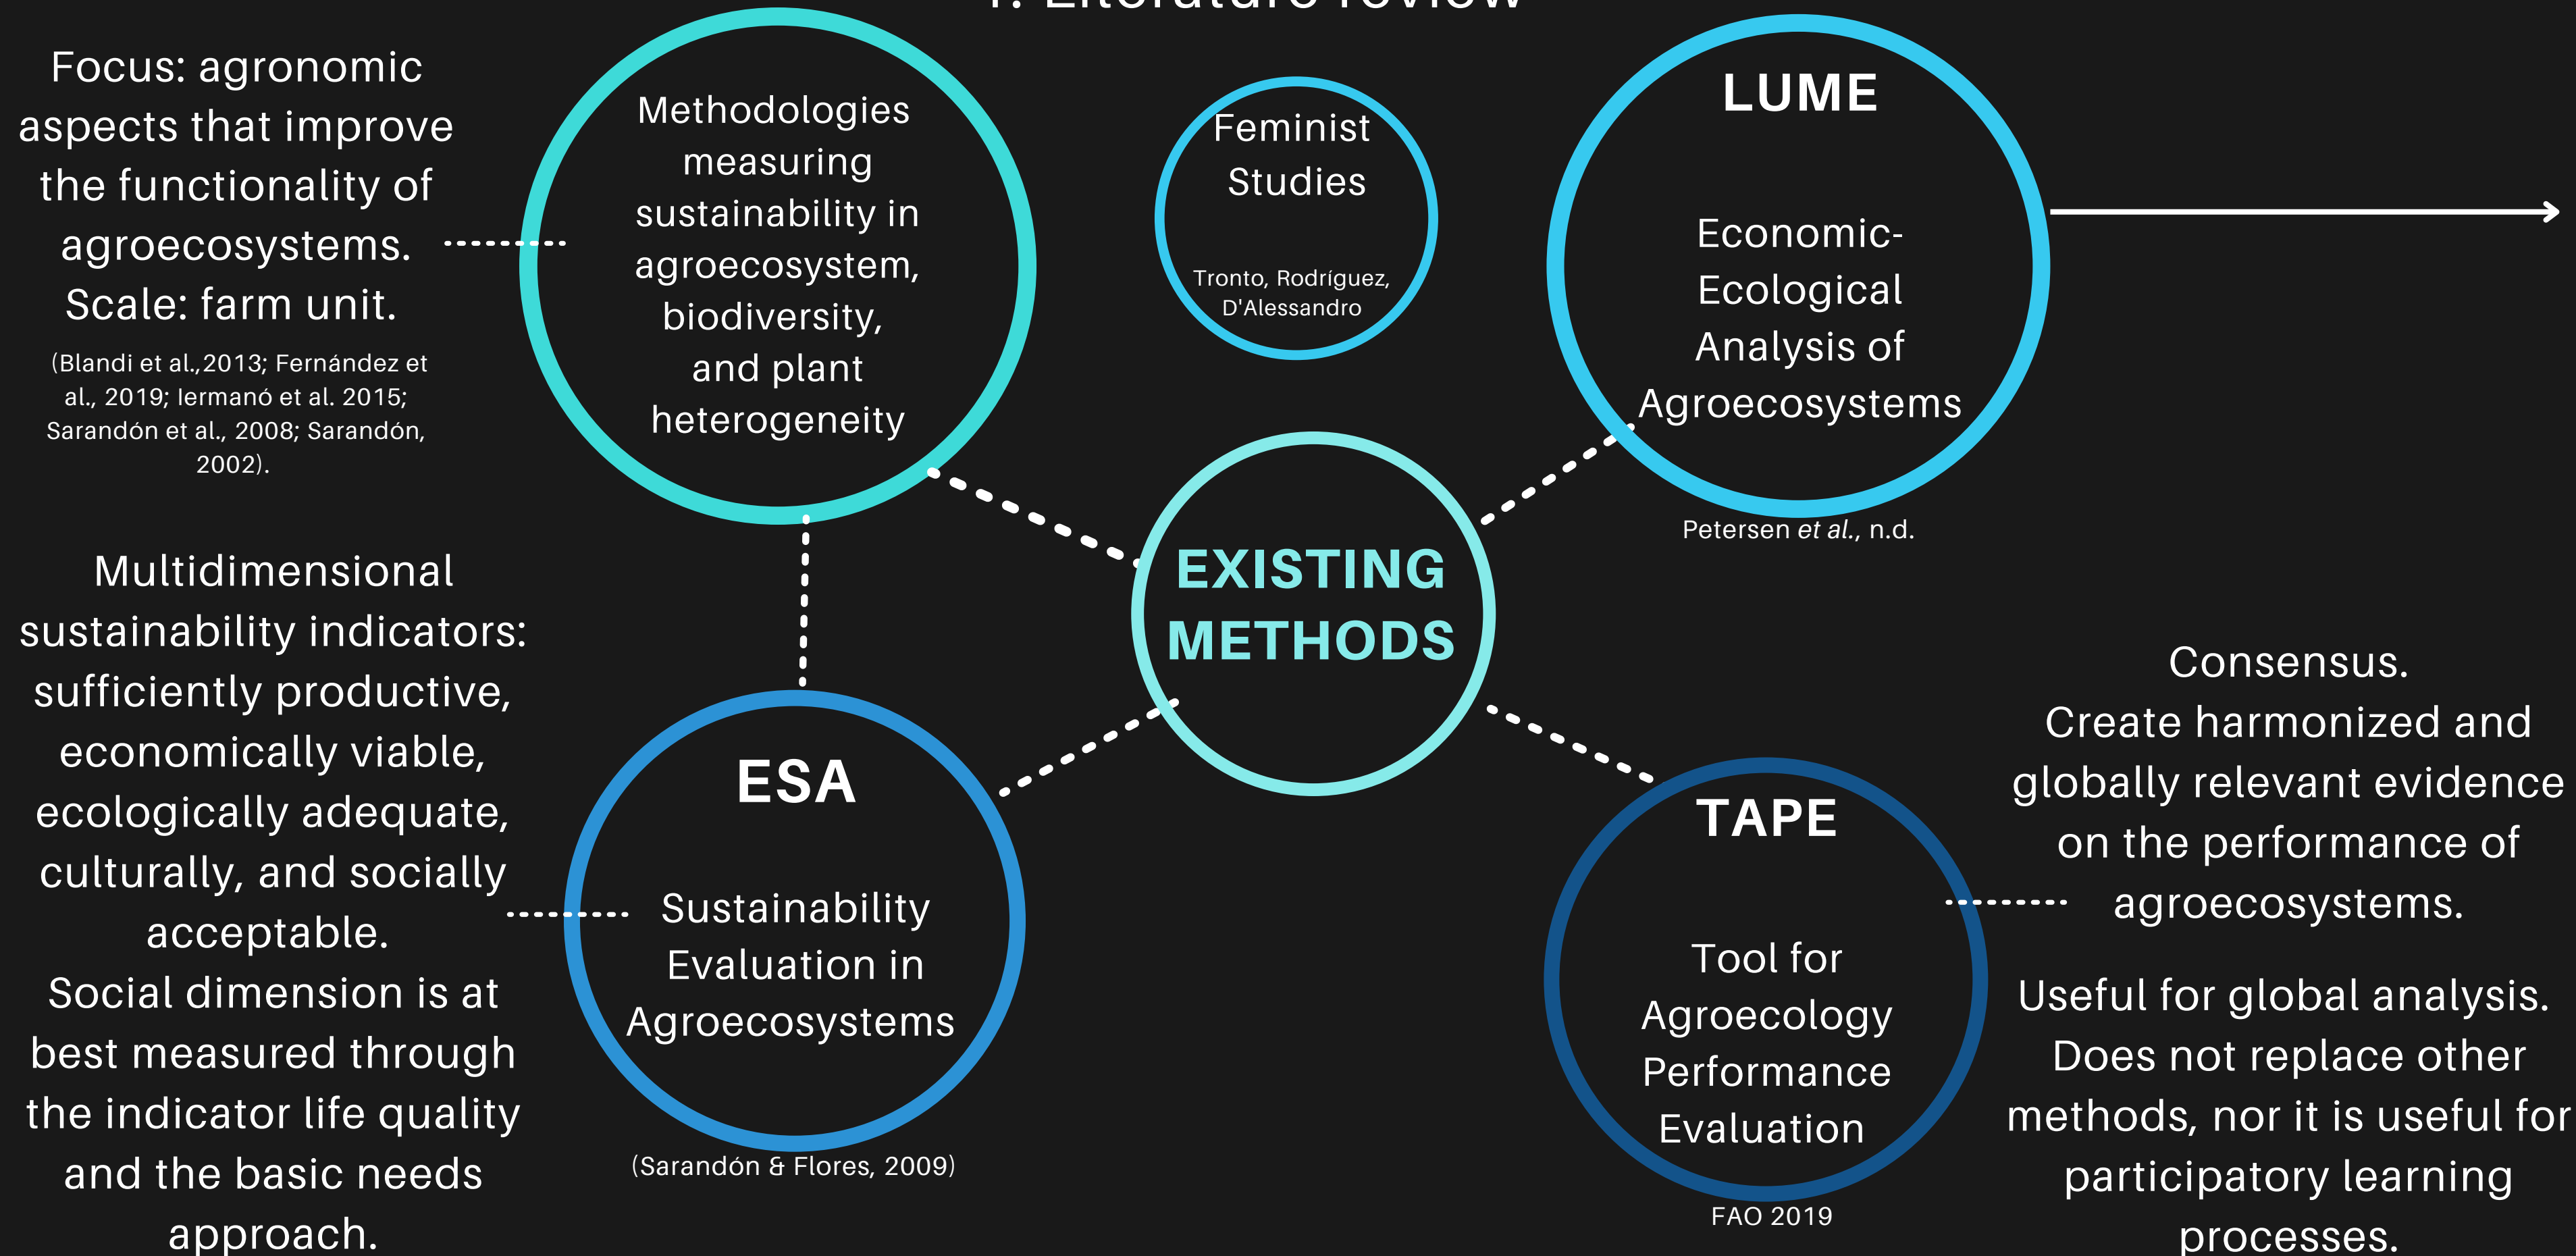 1. Literature review
Focus: agronomic
aspects that improve
the functionality of
agroecosystems.
Scale: farm unit.
(Blandi et al.,2013; Fernández et
al., 2019; Iermanó et al. 2015;
Sarandón et al., 2008; Sarandón,
2002).
Methodologies
measuring
sustainability in
agroecosystem,
biodiversity,
and plant
heterogeneity
Feminist
Studies
Tronto, Rodríguez,
D'Alessandro
LUME
Economic-
Ecological
Analysis of
Agroecosystems
Petersen et al., n.d.
EXISTING
METHODS
Multidimensional
sustainability indicators:
sufficiently productive,
economically viable,
ecologically adequate,
culturally, and socially
acceptable.
Social dimension is at
best measured through
the indicator life quality
and the basic needs
approach.
ESA
Sustainability
Evaluation in
Agroecosystems
(Sarandón & Flores, 2009)
TAPE
Tool for
Agroecology
Performance
Evaluation
FAO 2019
Consensus.
Create harmonized and
globally relevant evidence
on the performance of
agroecosystems.
Useful for global analysis.
Does not replace other
methods, nor it is useful for
participatory learning
processes.